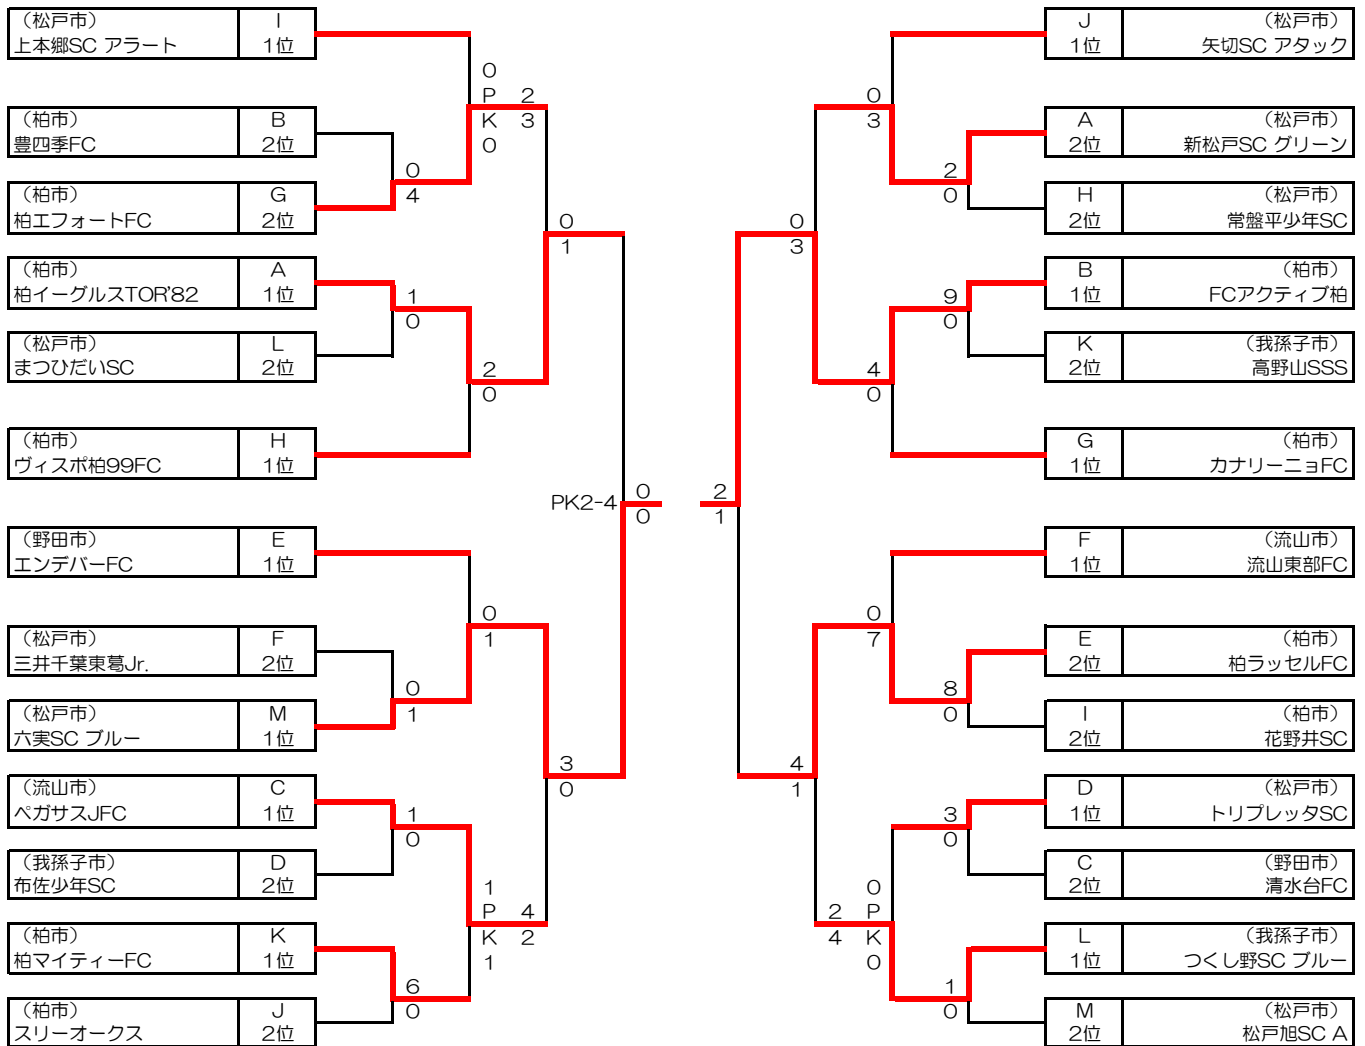 （松戸市） I
上本郷SC アラート 1位
（柏市） B
豊四季FC 2位
（柏市） G
柏エフォートFC 2位
（柏市） A
柏イーグルスTOR'82 1位
（松戸市） L
まつひだいSC 2位
（柏市） H
ヴィスポ柏99FC 1位
（野田市） E
エンデバーFC 1位
（松戸市） F
三井千葉東葛Jr. 2位
（松戸市） M
六実SC ブルー 1位
（流山市） C
ペガサスJFC 1位
（我孫子市） D
布佐少年SC 2位
（柏市） K
柏マイティーFC 1位
（柏市） J
スリーオークス 2位
0
4
1
0
0
1
1
0
6
0
0
P
K
0
2
3
2
0
0
1
1
P
K
1
4
2
0
1
3
0
PK2-4
0
0
2
1
0
3
4
1
0
3
4
0
0
7
0
P
K
0
2
4
2
0
9
0
8
0
3
0
1
0
J （松戸市）
1位 矢切SC アタック
A （松戸市）
2位 新松戸SC グリーン
H （松戸市）
2位 常盤平少年SC
B （柏市）
1位 FCアクティブ柏
K （我孫子市）
2位 高野山SSS
G （柏市）
1位 カナリーニョFC
F （流山市）
1位 流山東部FC
E （柏市）
2位 柏ラッセルFC
I （柏市）
2位 花野井SC
D （松戸市）
1位 トリプレッタSC
C （野田市）
2位 清水台FC
L （我孫子市）
1位 つくし野SC ブルー
M （松戸市）
2位 松戸旭SC A